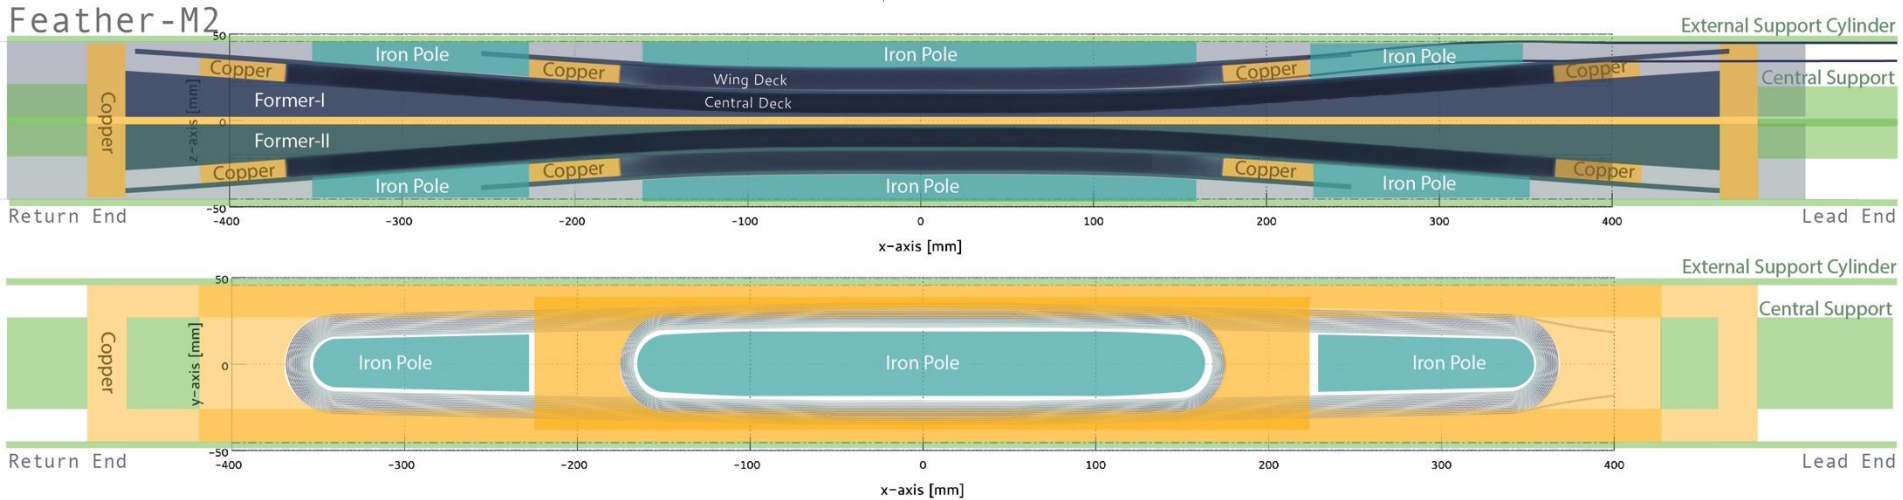 Feather-M2
External Support Cylinder
50
Iron Pole
Iron Pole
Iron Pole
Copper
Copper
Copper
Copper
Wing Deck
Central Support
Copper
Former-I
Central Deck
z-axis [mm]
0
Former-II
Copper
Copper
Copper
Copper
Iron Pole
Iron Pole
Iron Pole
Return End
-50
-400
-300
-200
-100
0
100
200
300
400
Lead End
x-axis [mm]
External Support Cylinder
50
Central Support
Copper
y-axis [mm]
0
Iron Pole
Iron Pole
Iron Pole
Return End
-50
-400
-300
-200
-100
0
100
200
300
400
Lead End
x-axis [mm]